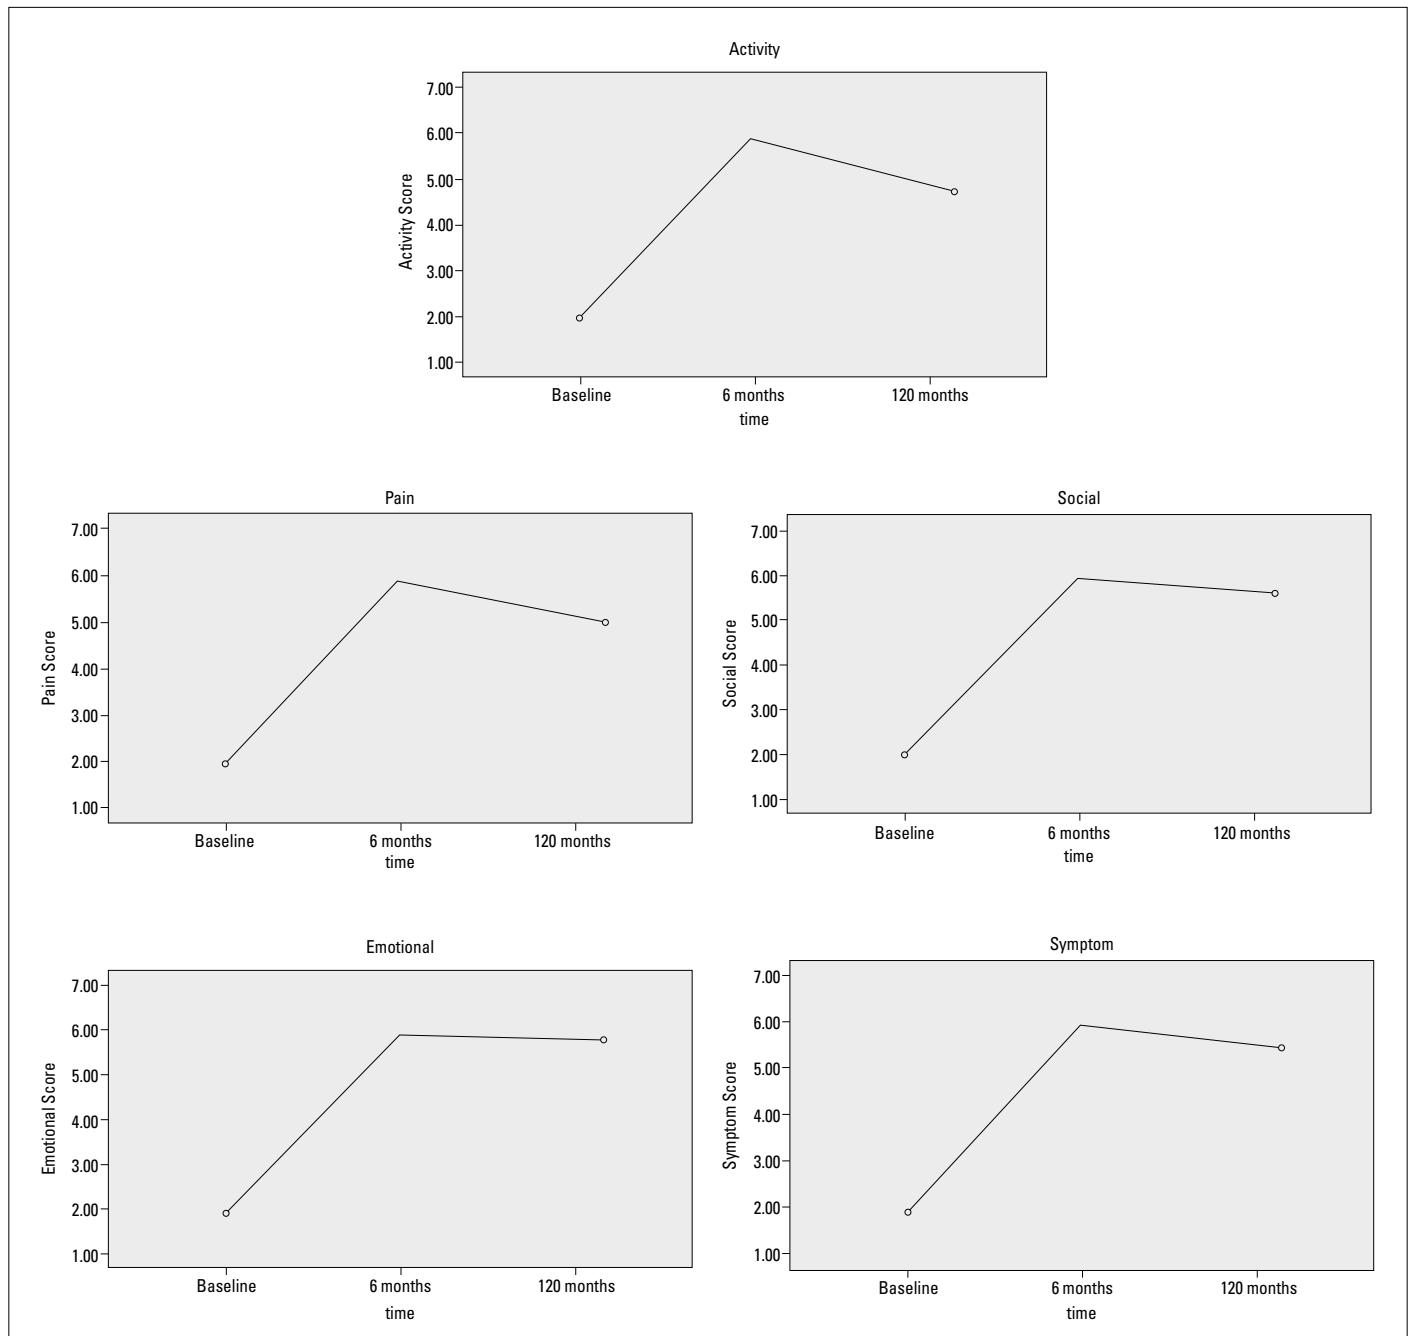 Activity
7.00
6.00
5.00
4.00
3.00
2.00
1.00
Activity Score
Baseline 6 months 120 months
time
Pain
7.00
6.00
5.00
4.00
3.00
2.00
1.00
Pain Score
Baseline 6 months 120 months
time
Social
7.00
6.00
5.00
4.00
3.00
2.00
1.00
Social Score
Baseline 6 months 120 months
time
Emotional
7.00
6.00
5.00
4.00
3.00
2.00
1.00
Emotional Score
Baseline 6 months 120 months
time
Symptom
7.00
6.00
5.00
4.00
3.00
2.00
1.00
Symptom Score
Baseline 6 months 120 months
time